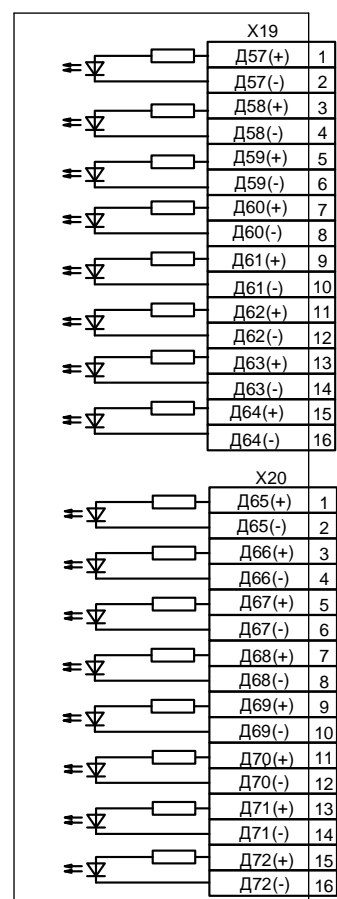 X19
Д57(+) 1
Д57(-) 2
Д58(+) 3
Д58(-) 4
Д59(+) 5
Д59(-) 6
Д60(+) 7
Д60(-) 8
Д61(+) 9
Д61(-) 10
Д62(+) 11
Д62(-) 12
Д63(+) 13
Д63(-) 14
Д64(+) 15
Д64(-) 16
X20
Д65(+) 1
Д65(-) 2
Д66(+) 3
Д66(-) 4
Д67(+) 5
Д67(-) 6
Д68(+) 7
Д68(-) 8
Д69(+) 9
Д69(-) 10
Д70(+) 11
Д70(-) 12
Д71(+) 13
Д71(-) 14
Д72(+) 15
Д72(-) 16